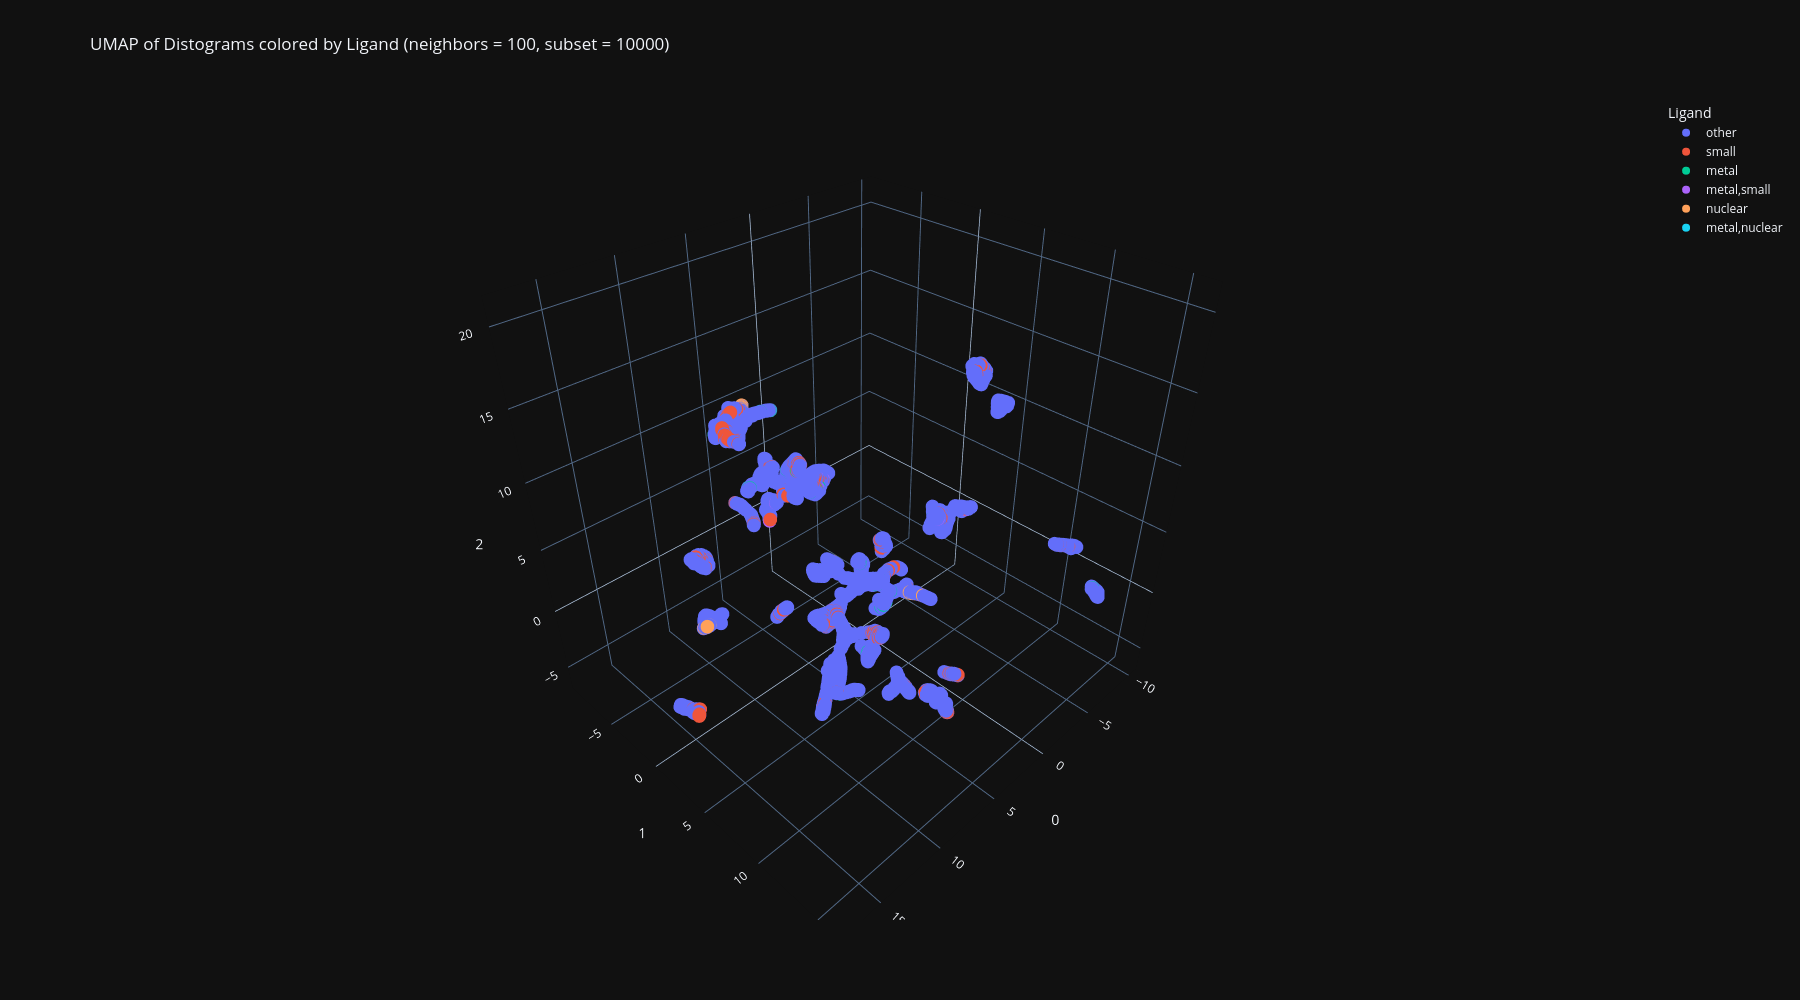 UMAP of Distograms colored by Ligand (neighbors = 100, subset = 10000)
Ligand
other
small
metal
metal,small
nuclear
metal,nuclear
20
15
10
5
0
−5
2
−5
0
5
10
1
−10
−5
0
5
10
0